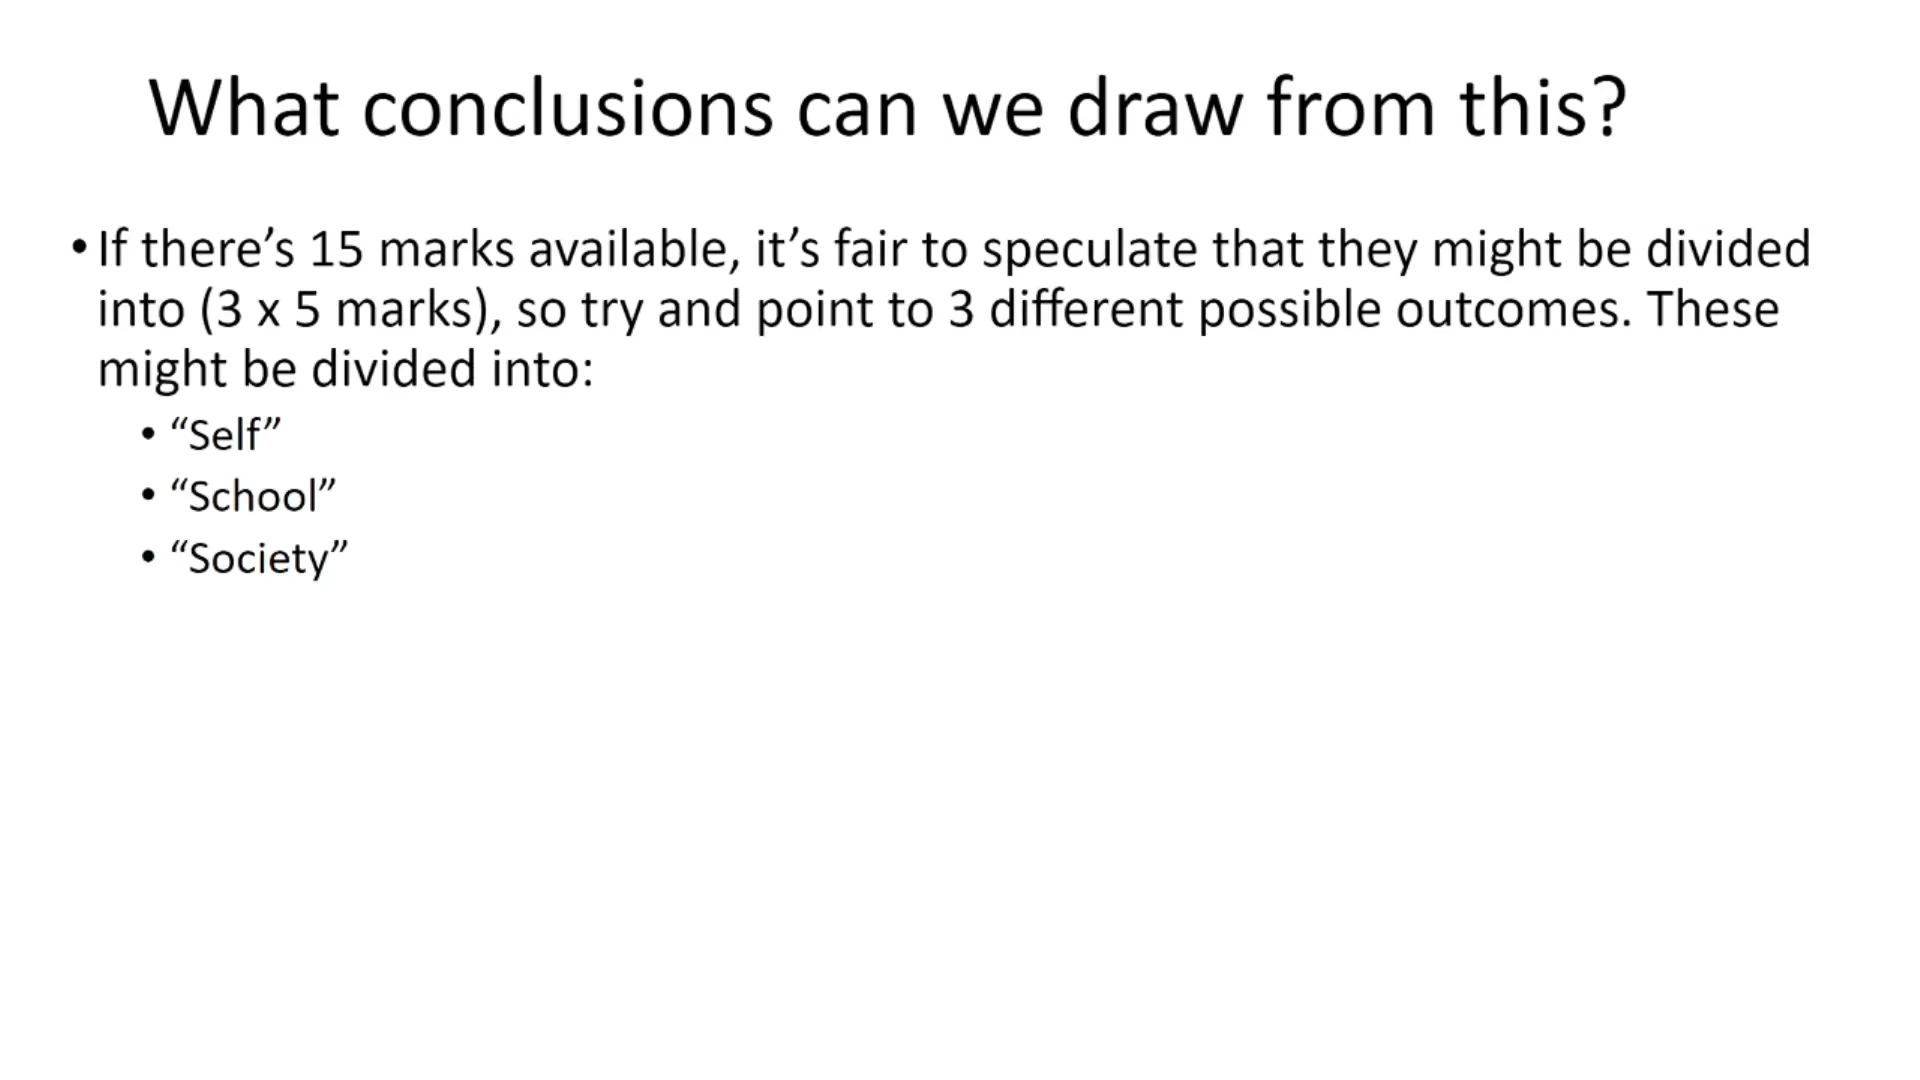 What conclusions can we draw from this?
• If there’s 15 marks available, it’s fair to speculate that they might be divided
into (3 x 5 marks), so try and point to 3 different possible outcomes. These
might be divided into:
• “Self”
• “School”
• “Society”